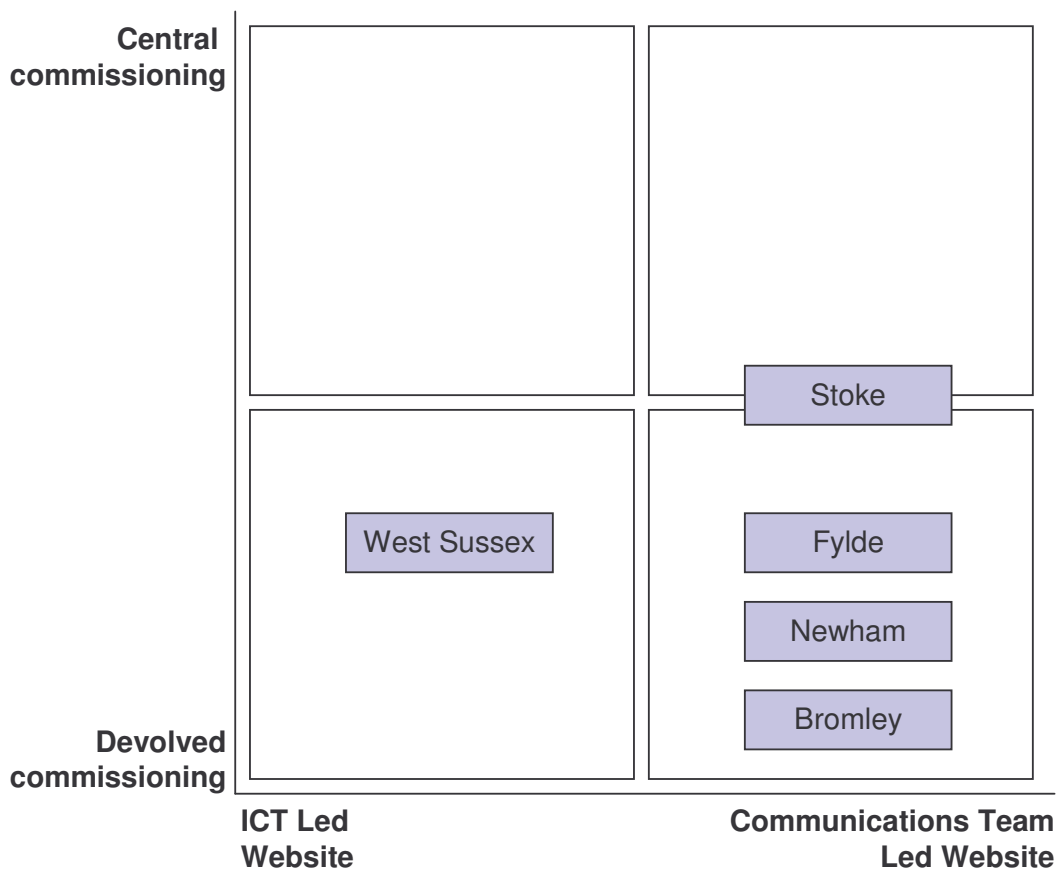 Central
commissioning
Stoke
West Sussex
Fylde
Newham
Bromley
Devolved
commissioning
ICT Led
Website
Communications Team
Led Website